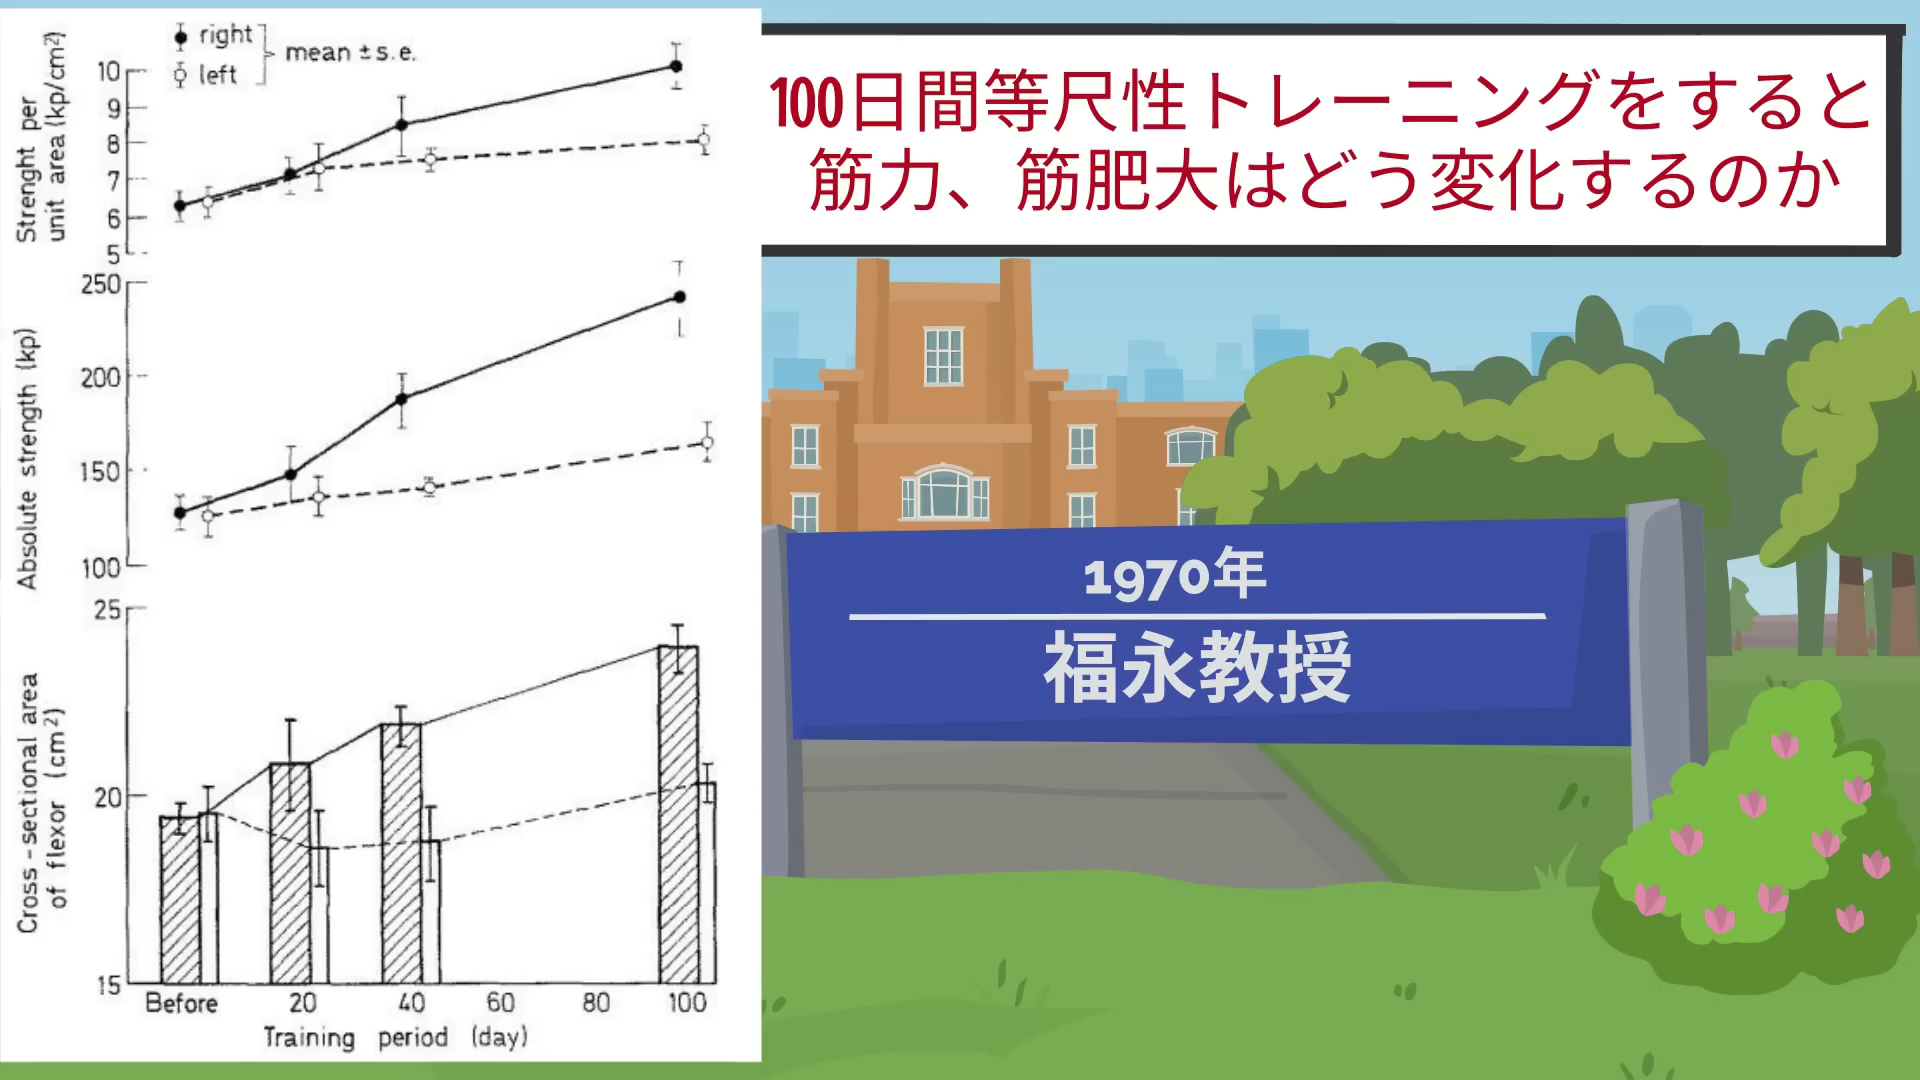 right
left
mean ± s.e.
Strenght per
unit area (kp/cm²)
10
9
8
7
6
5
Absolute strength (kp)
250
200
150
100
Cross-sectional area
of flexor (cm²)
25
20
15
Before 20 40 60 80 100
Training period (day)
100日間等尺性トレーニングをすると
筋力、筋肥大はどう変化するのか
1970年
福永教授